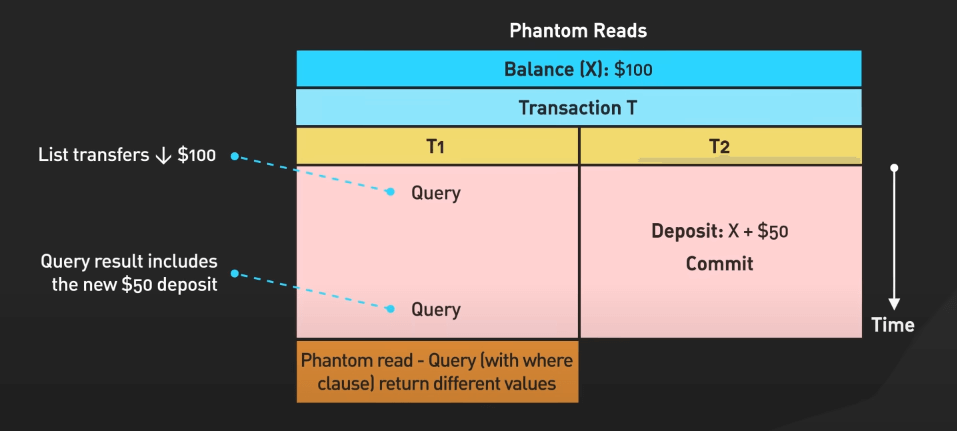 Phantom Reads
Balance (X): $100
Transaction T
T1
T2
List transfers ↓ $100
Query
Deposit: X + $50
Commit
Query result includes
the new $50 deposit
Query
Time
Phantom read - Query (with where
clause) return different values